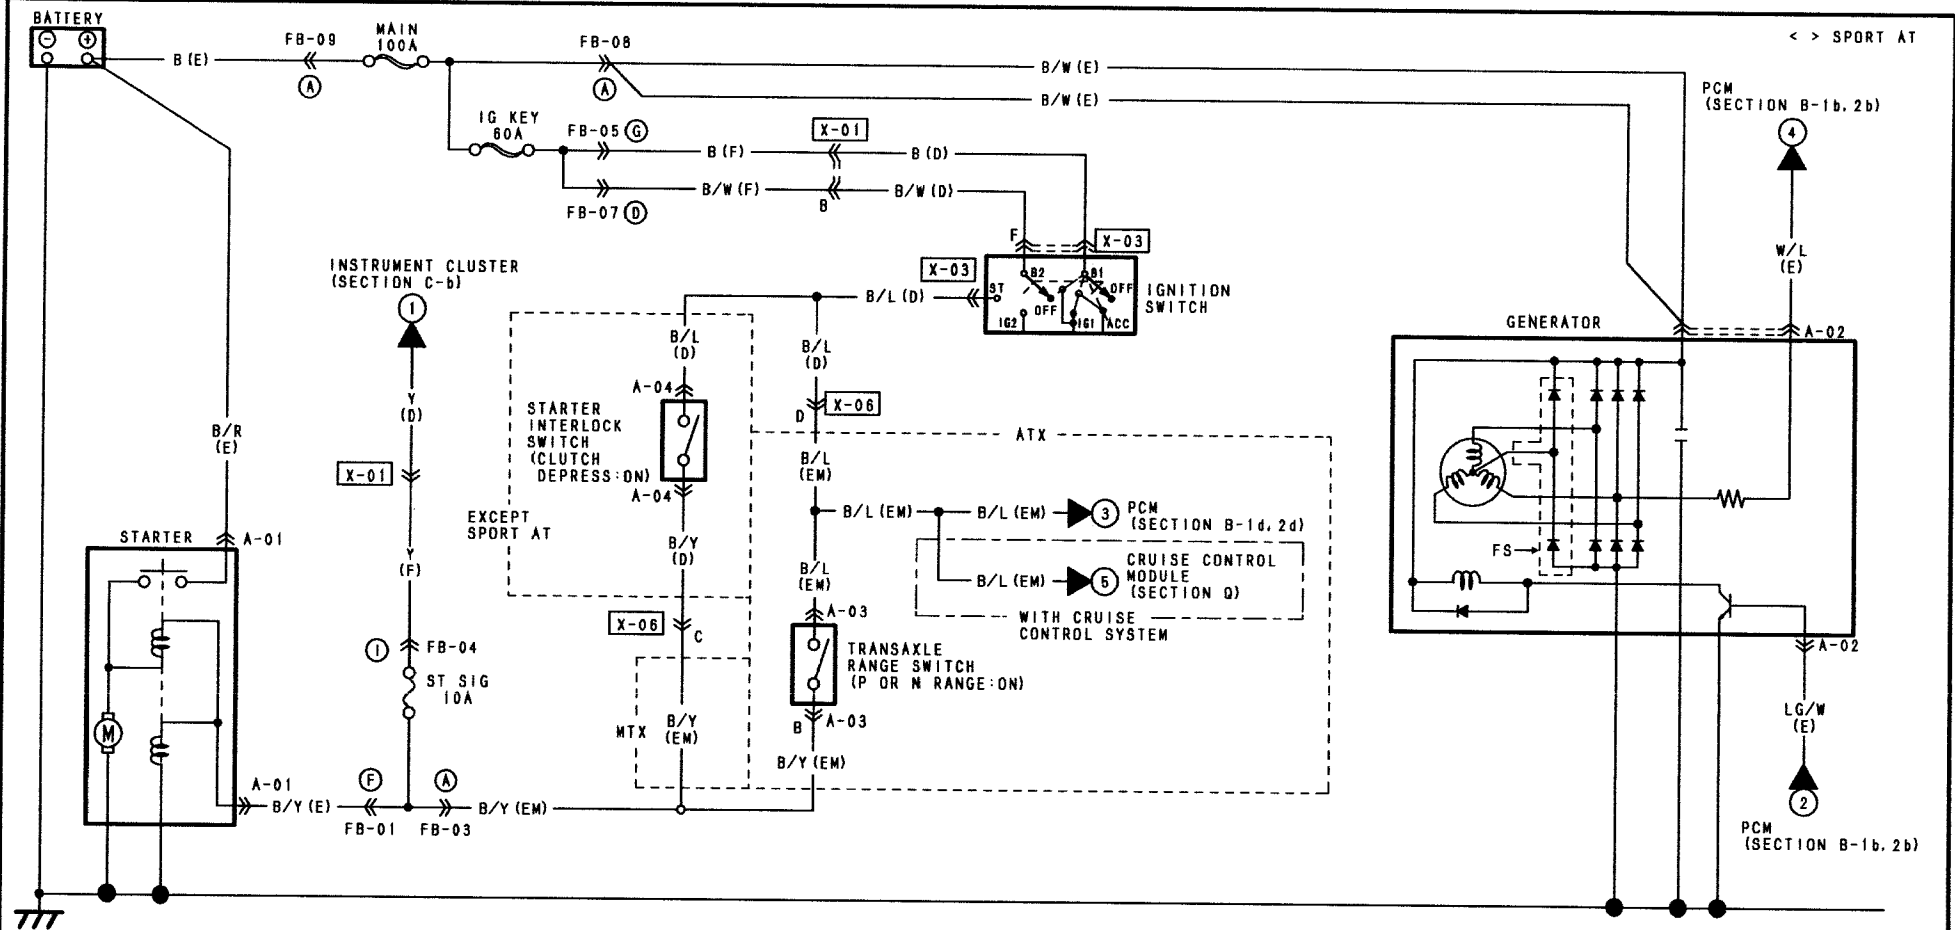 BATTERY
< > SPORT AT
B (E)
FB-09
A
MAIN
100A
FB-08
A
B/W (E)
B/W (E)
PCM
(SECTION B-1b, 2b)
4
IG KEY
60A
FB-05 G
X-01
B (F)
B (D)
B/W (F)
B/W (D)
B
FB-07 D
F
X-03
W/L
(E)
INSTRUMENT CLUSTER
(SECTION C-b)
1
X-03
B/L (D)
ST
B2
B1
OFF
OFF
IG2
IG1
ACC
IGNITION
SWITCH
GENERATOR
A-02
B/L
(D)
B/L
(D)
A-04
X-06
D
Y
(D)
STARTER
INTERLOCK
SWITCH
(CLUTCH
DEPRESS:ON)
ATX
B/R
(E)
B/L
(EM)
X-01
A-04
EXCEPT
SPORT AT
B/L (EM)
B/L (EM)
3
PCM
(SECTION B-1d, 2d)
STARTER
A-01
B/Y
(D)
FS
Y
(F)
B/L
(EM)
B/L (EM)
5
CRUISE CONTROL
MODULE
(SECTION Q)
A-03
WITH CRUISE
CONTROL SYSTEM
X-06
C
I
FB-04
TRANSAXLE
RANGE SWITCH
(P OR N RANGE:ON)
A-02
ST SIG
10A
M
MTX
B/Y
(EM)
B
A-03
LG/W
(E)
B/Y (EM)
A-01
F
A
B/Y (E)
B/Y (EM)
FB-01
FB-03
2
PCM
(SECTION B-1b, 2b)